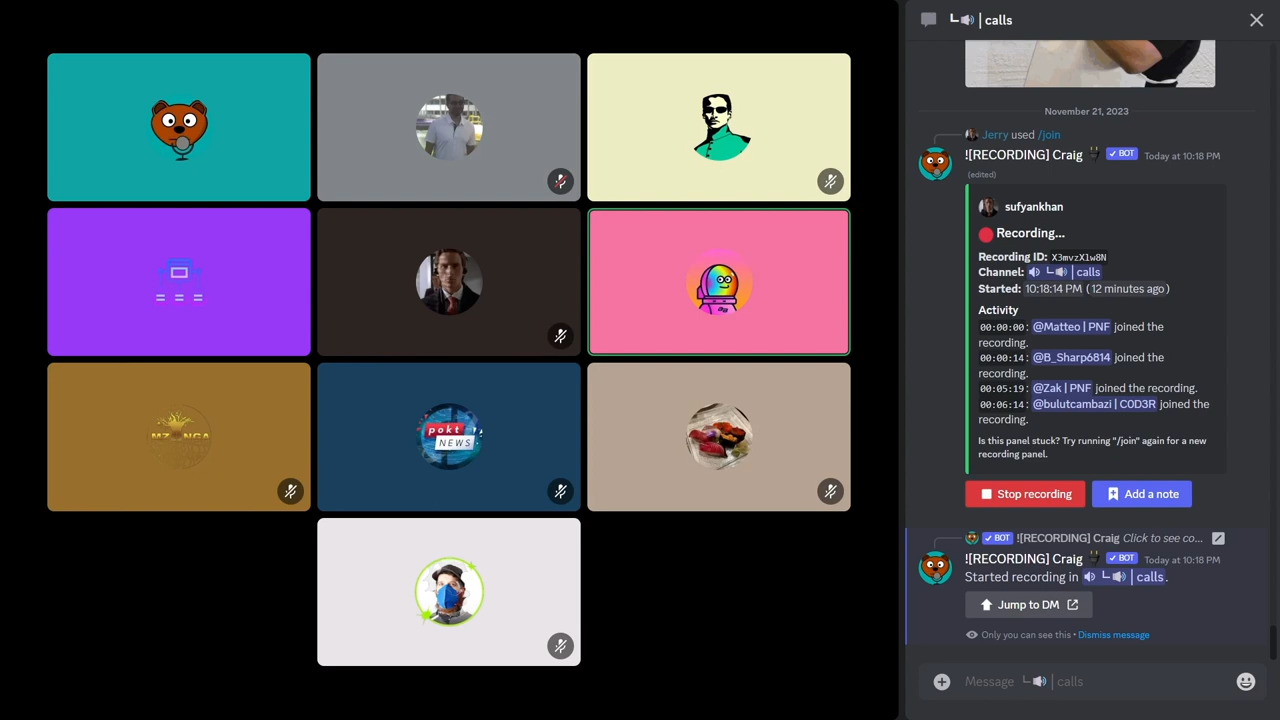 └🔊 | calls
November 21, 2023
Jerry used /join
![RECORDING] Craig ✓ BOT Today at 10:18 PM
(edited)
sufyankhan
Recording...
Recording ID: X3mvzX1w8N
Channel: └🔊 | calls
Started: 10:18:14 PM (12 minutes ago)
Activity
00:00:00: @Matteo | PNF joined the
recording.
00:00:14: @B_Sharp6814 joined the
recording.
00:05:19: @Zak | PNF joined the recording.
00:06:14: @bulutcambazi | C0D3R joined the
recording.
Is this panel stuck? Try running "/join" again for a new
recording panel.
Stop recording
Add a note
✓ BOT ![RECORDING] Craig Click to see co...
![RECORDING] Craig ✓ BOT Today at 10:18 PM
Started recording in └🔊 | calls.
Jump to DM
Only you can see this • Dismiss message
Message └🔊 | calls
MZONGA
pokt
NEWS